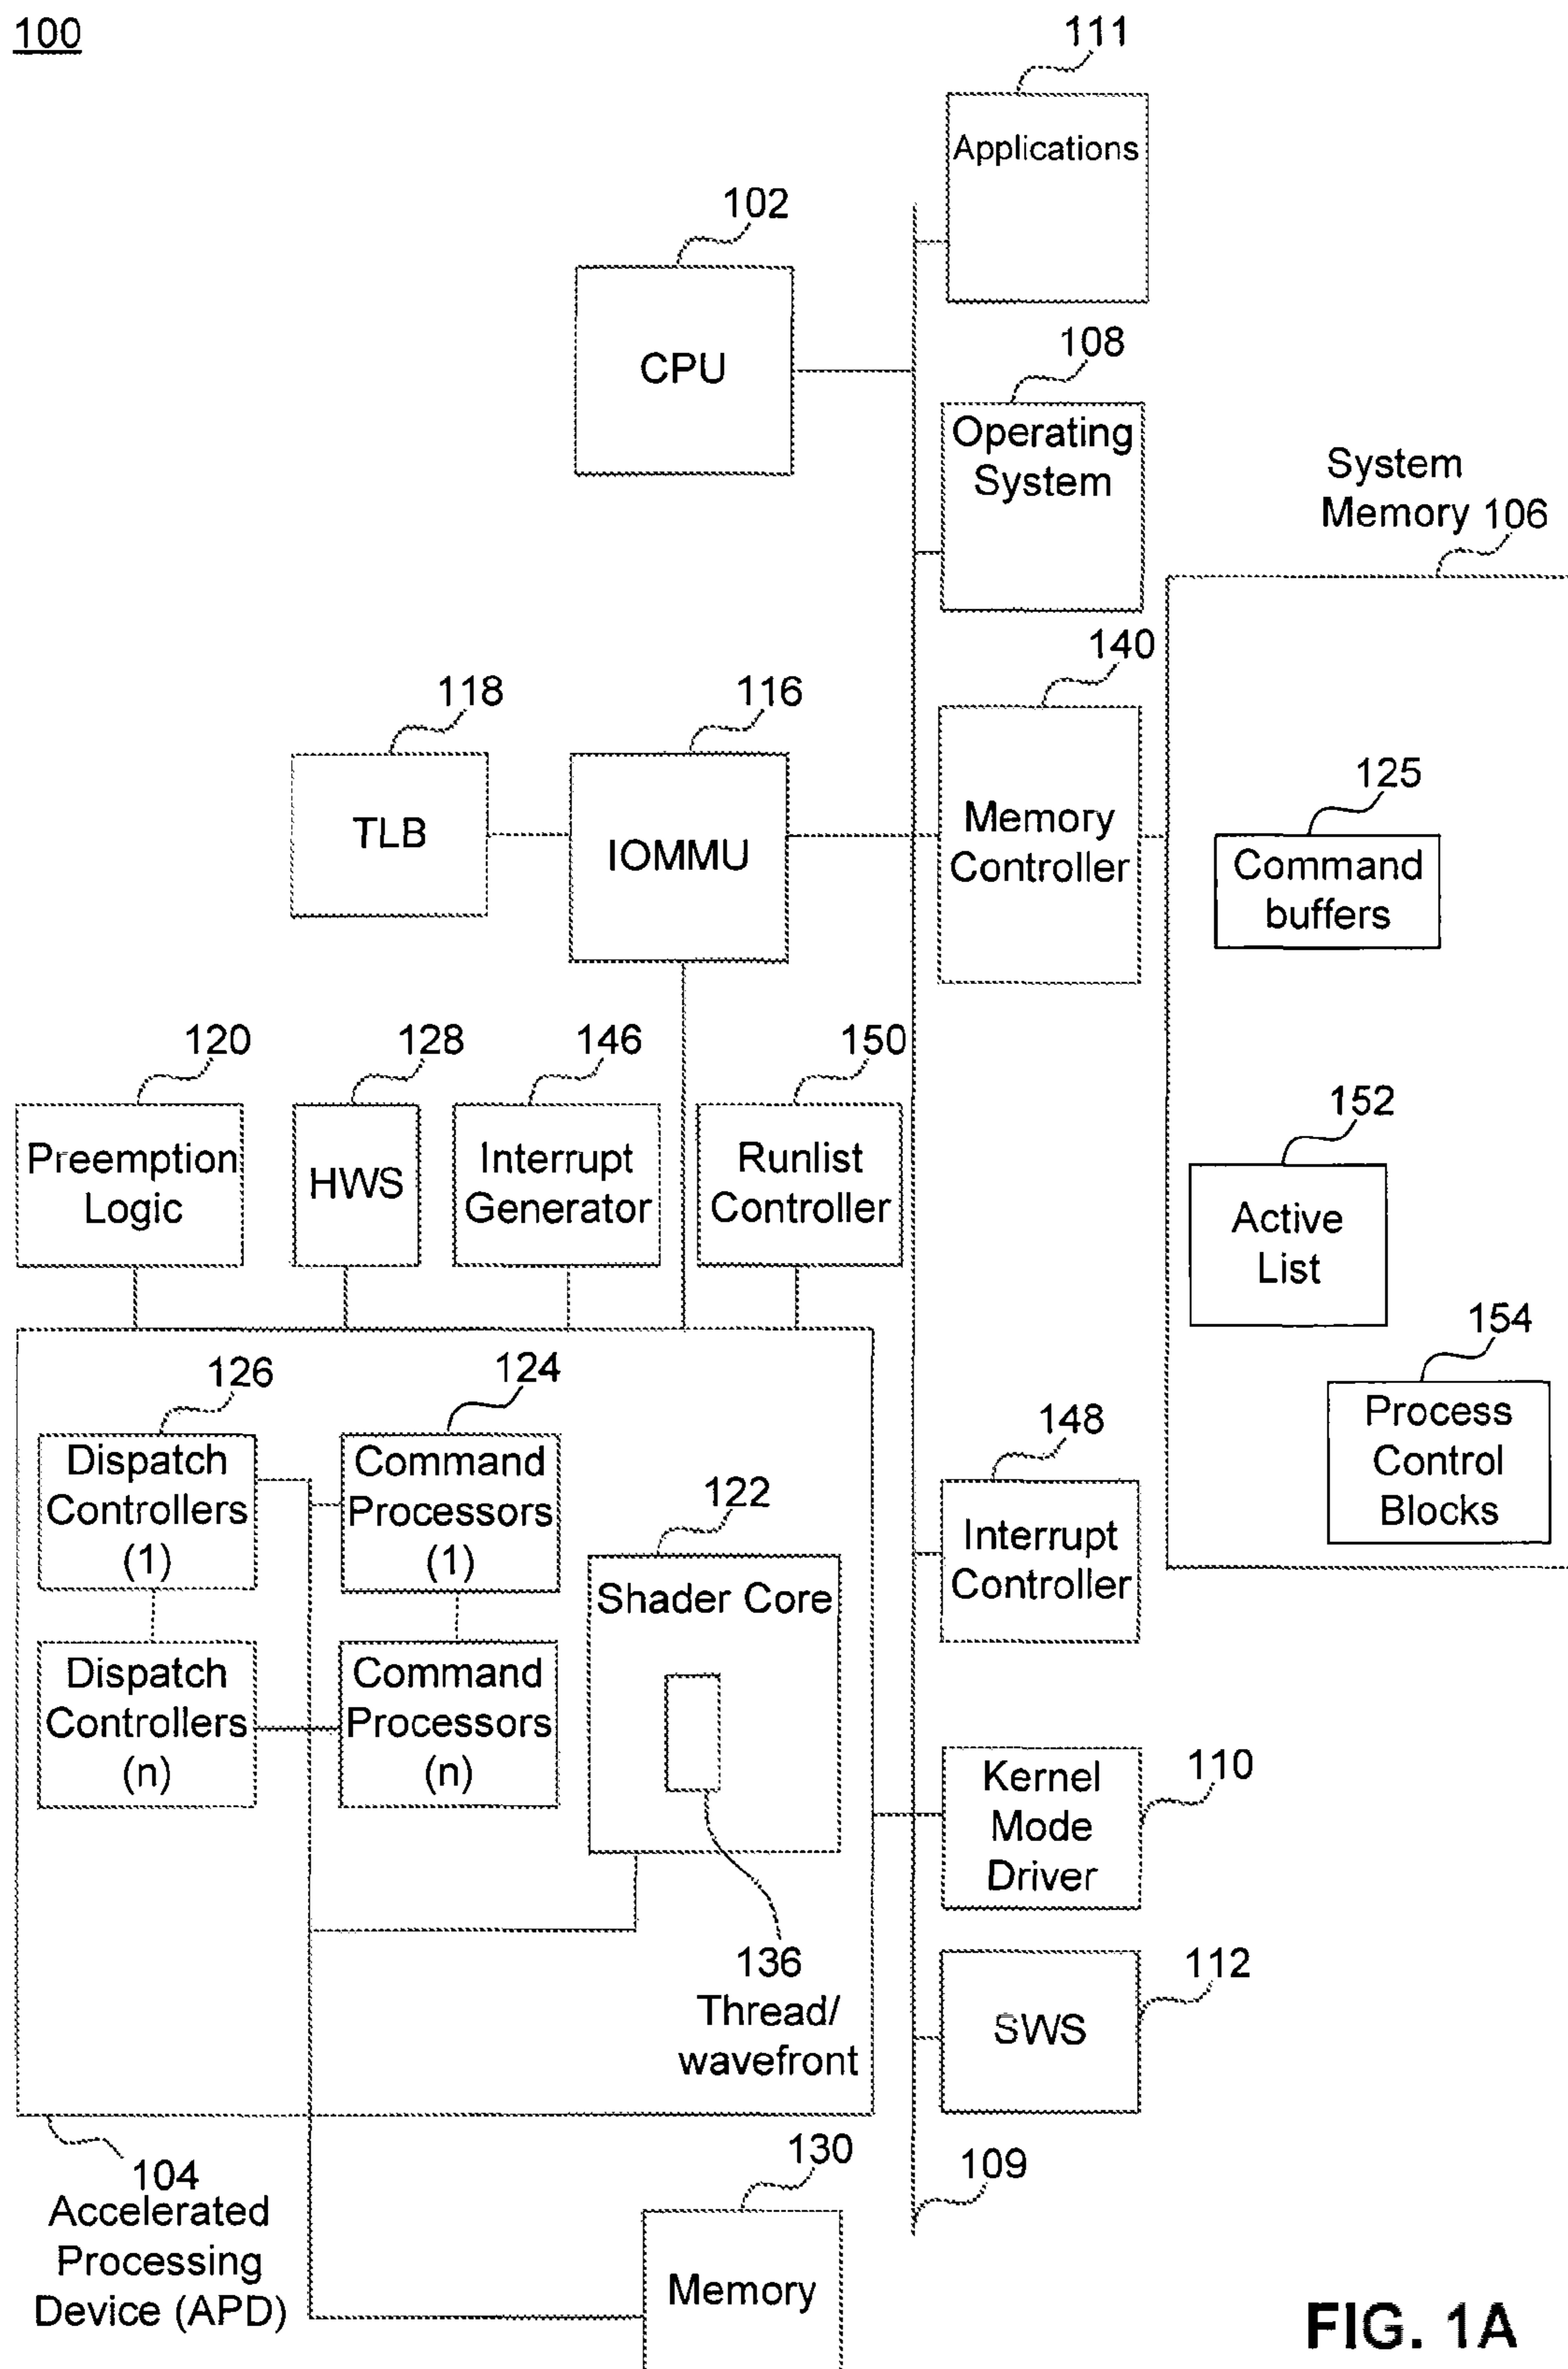 100
111
Applications
102
CPU
108
Operating
System
System
Memory 106
140
Memory
Controller
118
TLB
116
IOMMU
125
Command
buffers
120
Preemption
Logic
128
HWS
146
Interrupt
Generator
150
Runlist
Controller
152
Active
List
154
Process
Control
Blocks
126
Dispatch
Controllers
(1)
124
Command
Processors
(1)
122
Shader Core
148
Interrupt
Controller
Dispatch
Controllers
(n)
Command
Processors
(n)
110
Kernel
Mode
Driver
136
Thread/
wavefront
112
SWS
104
Accelerated
Processing
Device (APD)
130
Memory
109
FIG. 1A